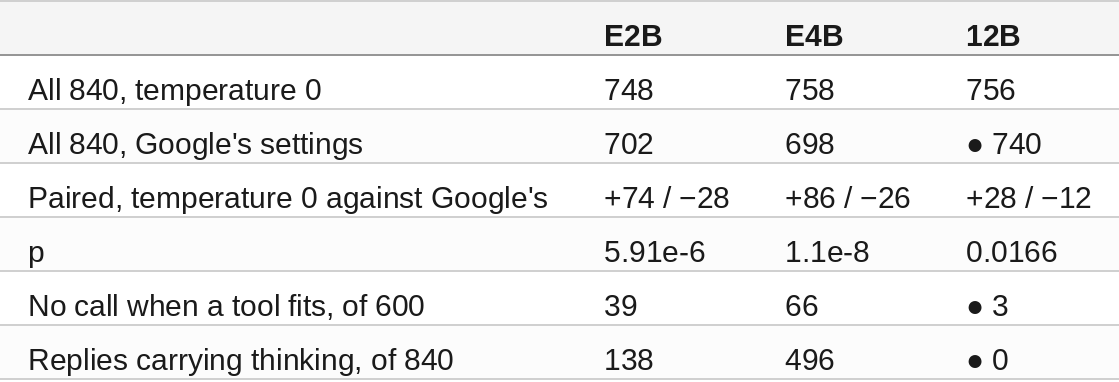 E2B E4B 12B
All 840, temperature 0 748 758 756
All 840, Google's settings 702 698 ● 740
Paired, temperature 0 against Google's +74 / −28 +86 / −26 +28 / −12
p 5.91e-6 1.1e-8 0.0166
No call when a tool fits, of 600 39 66 ● 3
Replies carrying thinking, of 840 138 496 ● 0